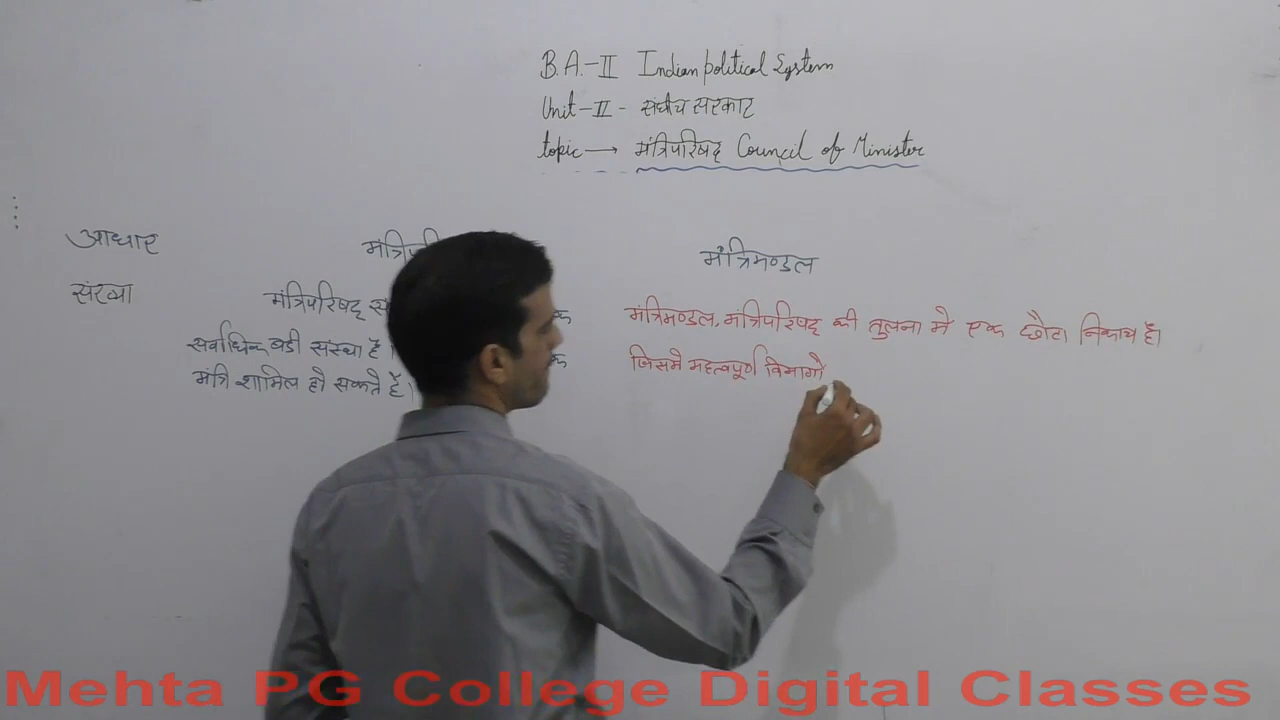 B.A.-II Indian political System
Unit-II - संघीय सरकार
topic → मंत्रिपरिषद् Council of Minister
आधार
मंत्रिमण्डल
संख्या
मंत्रिपरिषद्
सर्वाधिक बडी संस्था है।
मंत्रि शामिल हो सकते है।
मंत्रिमण्डल, मंत्रिपरिषद् की तुलना मे एक छोटा निकाय है।
जिसमे महत्वपूर्ण विभागो
Mehta PG College Digital Classes